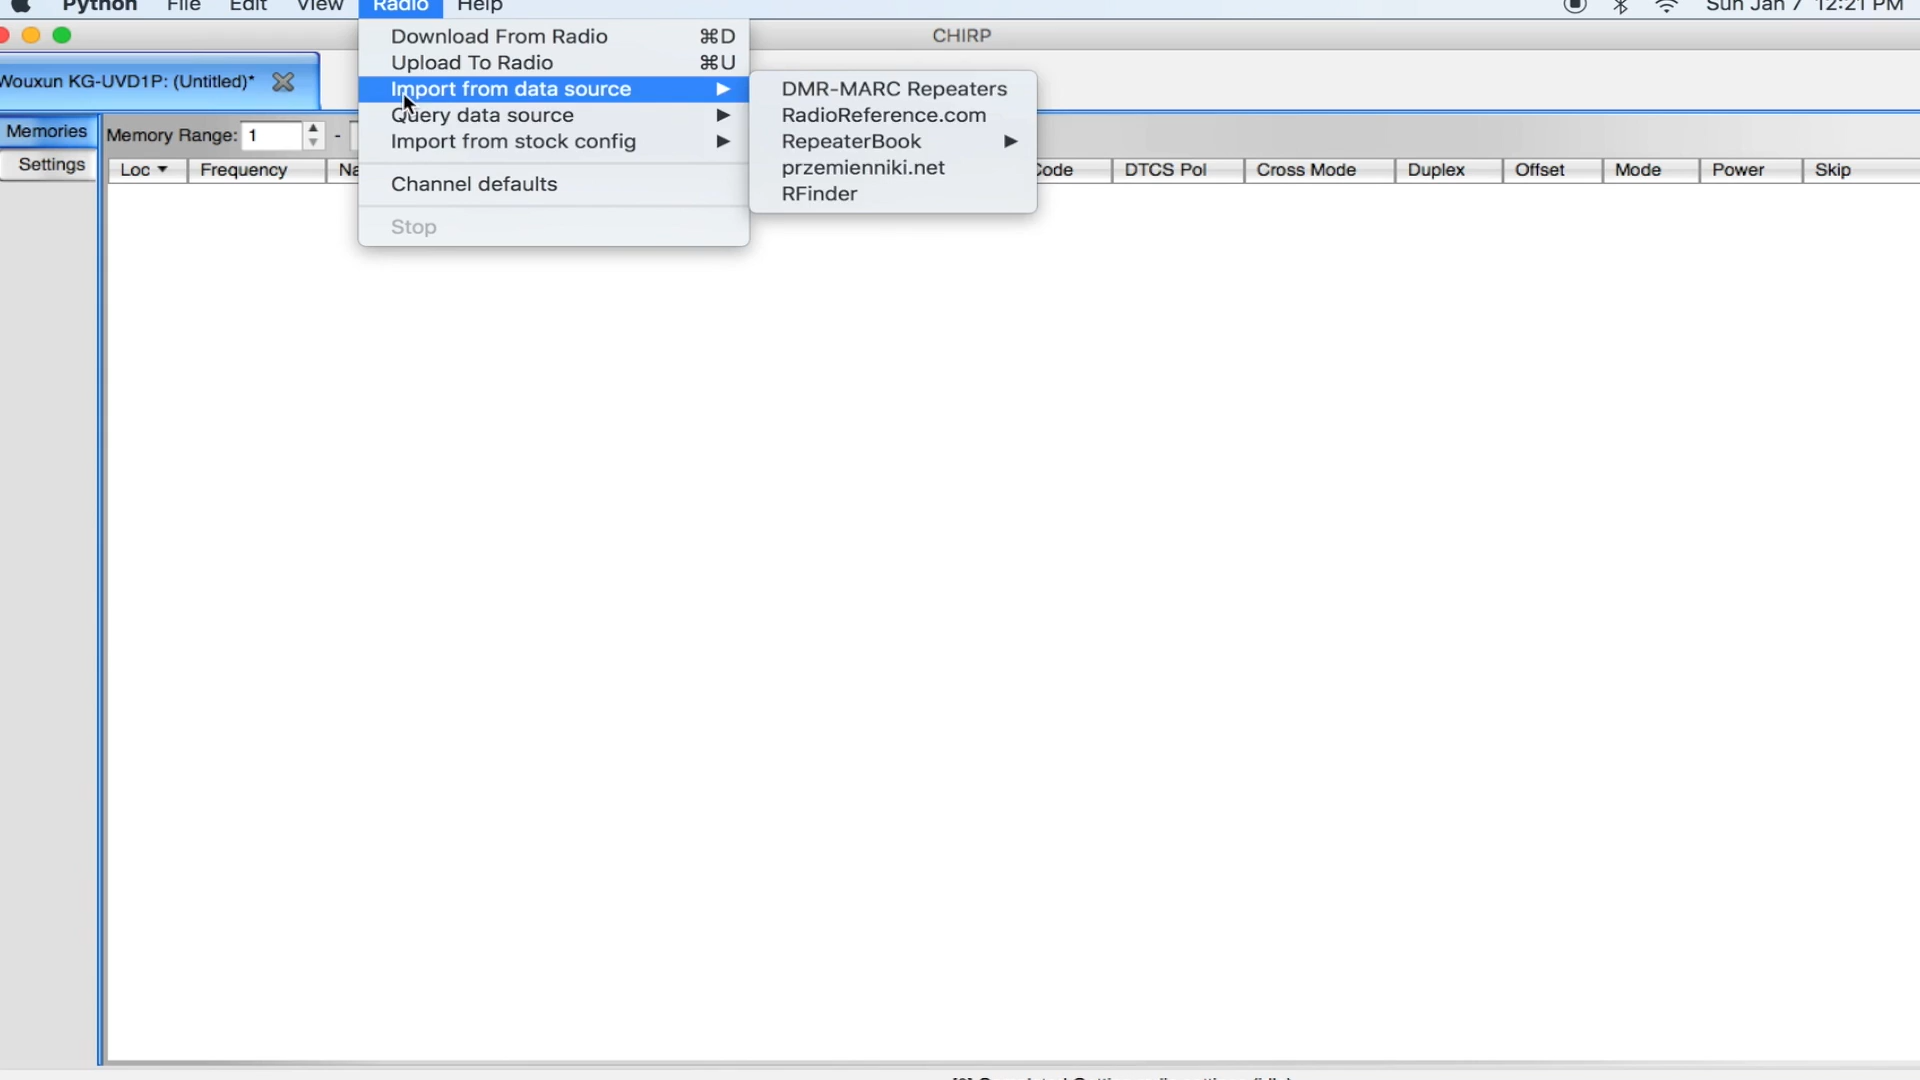 Python File Edit View Radio Help Sun Jan 7 12:21 PM
CHIRP
Download From Radio ⌘D
Upload To Radio ⌘U
Import from data source ▶
Query data source ▶
Import from stock config ▶
Channel defaults
Stop
DMR-MARC Repeaters
RadioReference.com
RepeaterBook ▶
przemienniki.net
RFinder
Wouxun KG-UVD1P: (Untitled)*
Memories
Settings
Memory Range: 1 -
Loc ▼ Frequency Na Code DTCS Pol Cross Mode Duplex Offset Mode Power Skip